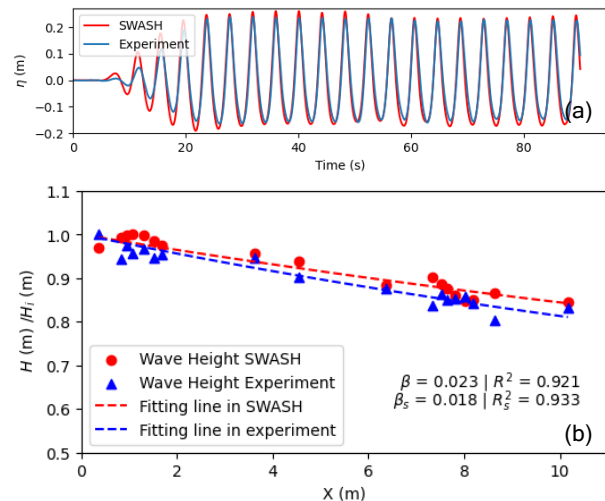 0.2
0.1
0.0
−0.1
−0.2
η (m)
SWASH
Experiment
(a)
0 20 40 60 80
Time (s)
1.1
1.0
0.9
0.8
0.7
0.6
0.5
H (m) /H_i (m)
Wave Height SWASH
Wave Height Experiment
Fitting line in SWASH
Fitting line in experiment
β = 0.023 | R² = 0.921
β_s = 0.018 | R_s² = 0.933
(b)
0 2 4 6 8 10
X (m)